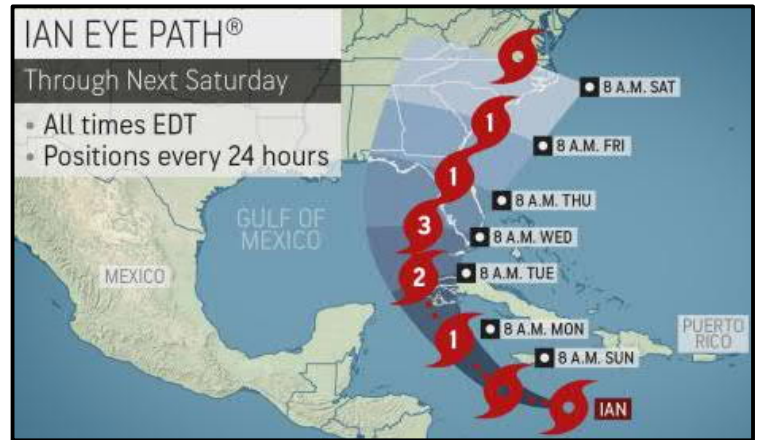 IAN EYE PATH®
Through Next Saturday
• All times EDT
• Positions every 24 hours
8 A.M. SAT
1
8 A.M. FRI
1
8 A.M. THU
3
GULF OF
MEXICO
8 A.M. WED
2
8 A.M. TUE
MEXICO
1
8 A.M. MON
PUERTO
RICO
8 A.M. SUN
IAN